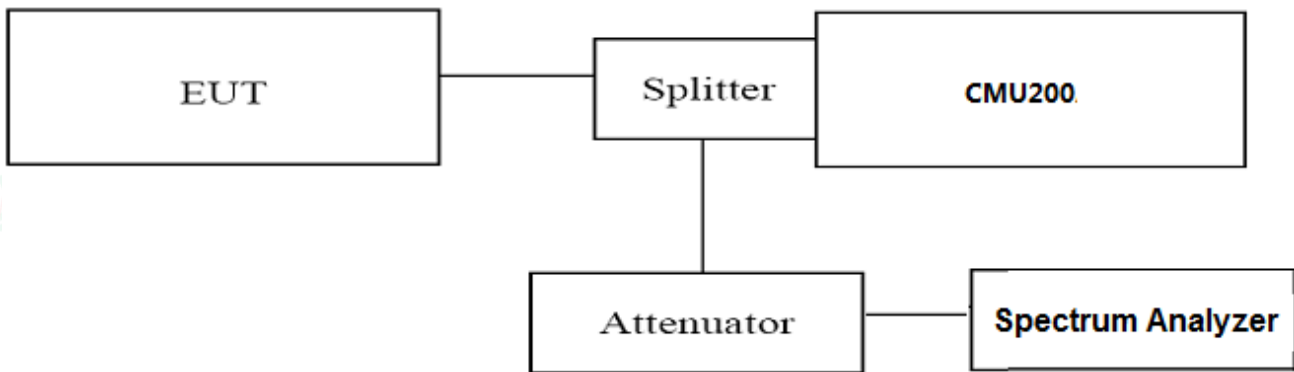 EUT
Splitter
CMU200.
Attenuator
Spectrum Analyzer